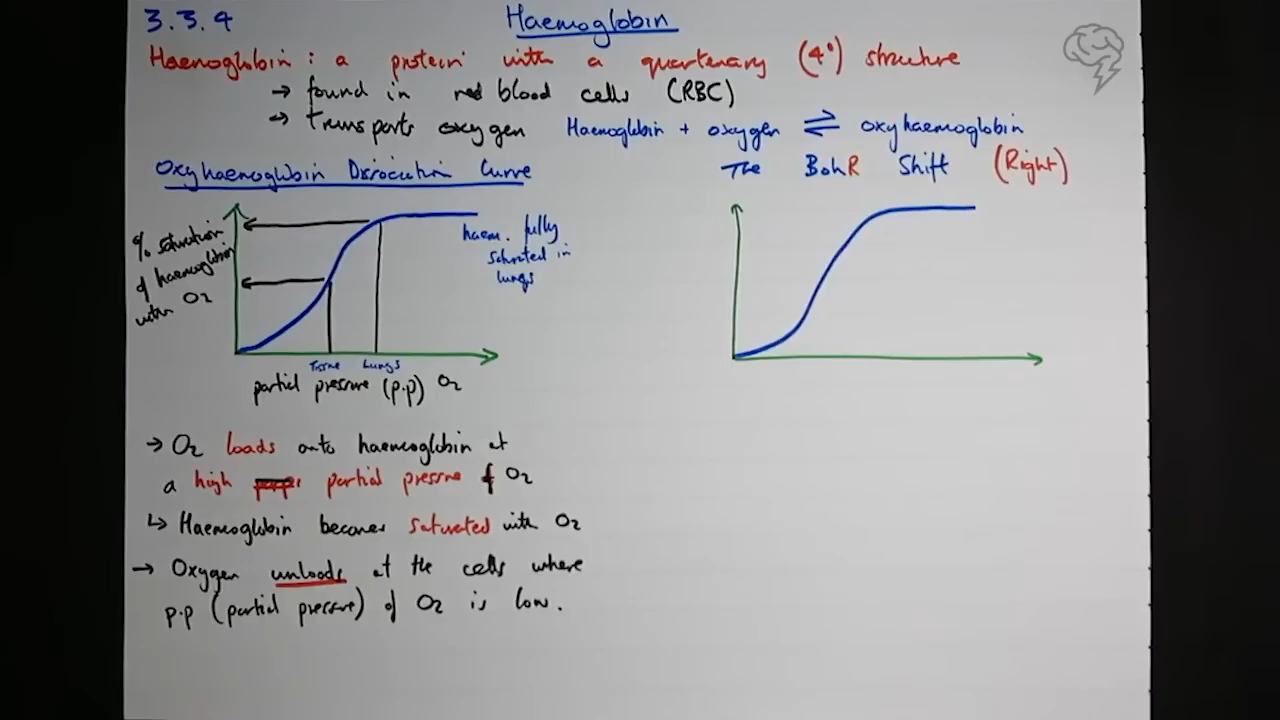 3.3.4 Haemoglobin
Haemoglobin : a protein with a quarternary (4°) structure
→ found in red blood cells (RBC)
→ Transports oxygen Haemoglobin + oxygen ⇌ oxyhaemoglobin
Oxyhaemoglobin Dissociation Curve
% saturation
of haemoglobin
with O2
haem. fully
saturated in
lungs
Tissue Lungs
partial pressure (p.p) O2
The BohR Shift (Right)
→ O2 loads onto haemoglobin at
a high partial pressure of O2
↳ Haemoglobin becomes saturated with O2
→ Oxygen unloads at the cells where
p.p (partial pressure) of O2 is low.